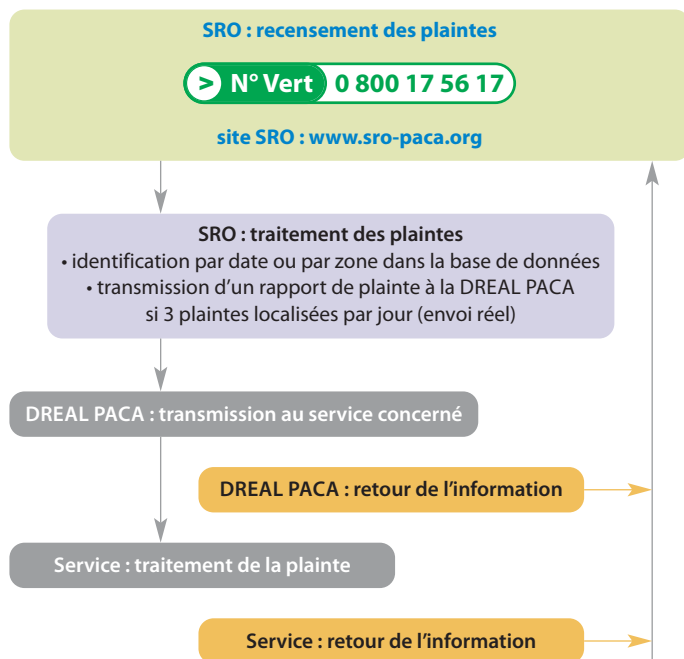 SRO : recensement des plaintes
> N° Vert 0 800 17 56 17
site SRO : www.sro-paca.org
SRO : traitement des plaintes
• identification par date ou par zone dans la base de données
• transmission d’un rapport de plainte à la DREAL PACA
si 3 plaintes localisées par jour (envoi réel)
DREAL PACA : transmission au service concerné
DREAL PACA : retour de l’information
Service : traitement de la plainte
Service : retour de l’information